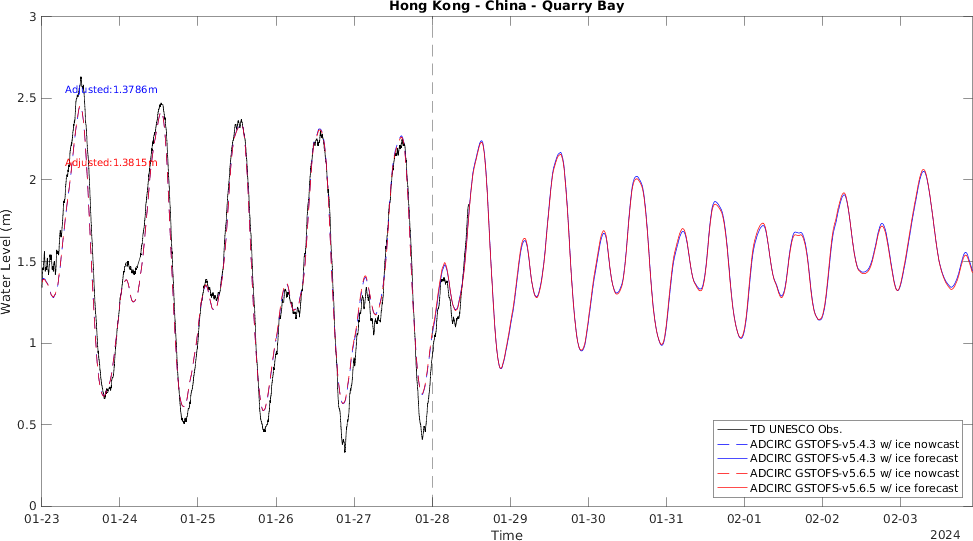 Hong Kong - China - Quarry Bay
3
2.5
2
1.5
1
0.5
0
Water Level (m)
Adjusted:1.3786m
Adjusted:1.3815m
TD UNESCO Obs.
ADCIRC GSTOFS-v5.4.3 w/ ice nowcast
ADCIRC GSTOFS-v5.4.3 w/ ice forecast
ADCIRC GSTOFS-v5.6.5 w/ ice nowcast
ADCIRC GSTOFS-v5.6.5 w/ ice forecast
01-23 01-24 01-25 01-26 01-27 01-28 01-29 01-30 01-31 02-01 02-02 02-03
Time
2024